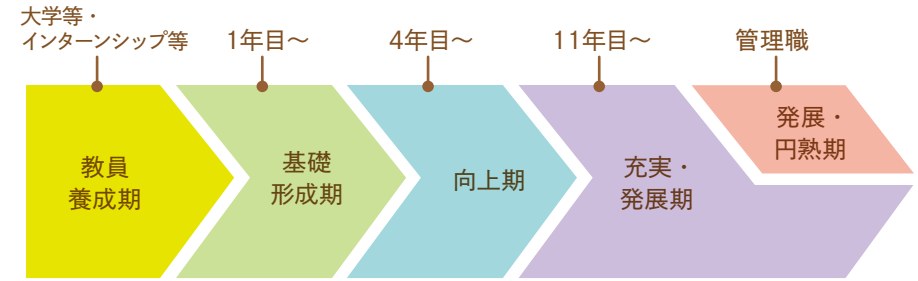 大学等・
インターンシップ等
1年目〜
4年目〜
11年目〜
管理職
教員
養成期
基礎
形成期
向上期
充実・
発展期
発展・
円熟期